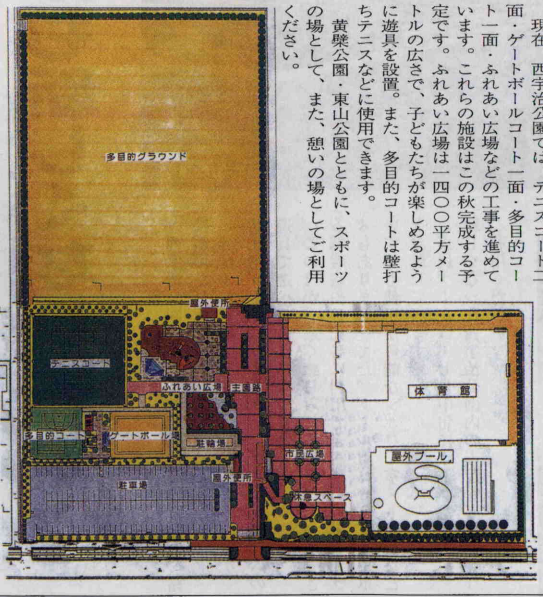 現在、西宇治公園では、テニスコート二
面・ゲートボールコート一面・多目的コー
ト一面・ふれあい広場などの工事を進めて
います。これらの施設はこの秋完成する予
定です。ふれあい広場は一四〇〇平方メー
トルの広さで、子どもたちが楽しめるよう
に遊具を設置。また、多目的コートは壁打
ちテニスなどに使用できます。
黄檗公園・東山公園とともに、スポーツ
の場として、また、憩いの場としてご利用
ください。
多目的グラウンド
屋外便所
テニスコート
ふれあい広場
主園路
体育館
多目的コート
ゲートボール場
駐輪場
市民広場
屋外プール
駐車場
屋外便所
休息スペース